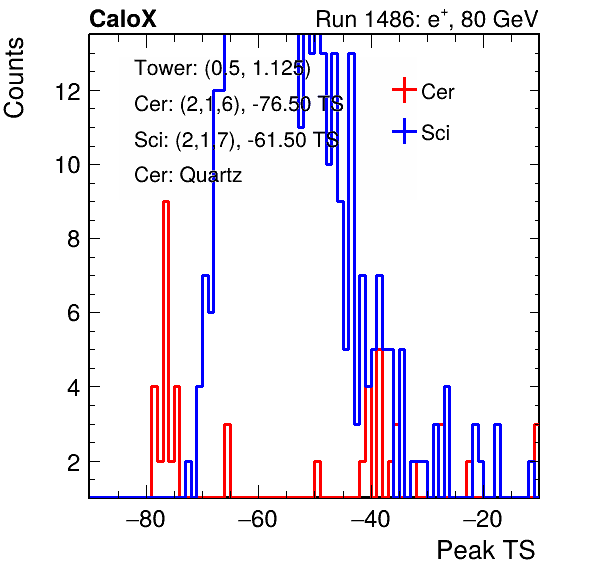 CaloX Run 1486: e⁺, 80 GeV
Counts
Tower: (0.5, 1.125)
Cer: (2,1,6), -76.50 TS
Sci: (2,1,7), -61.50 TS
Cer: Quartz
Cer
Sci
12
10
8
6
4
2
−80 −60 −40 −20
Peak TS